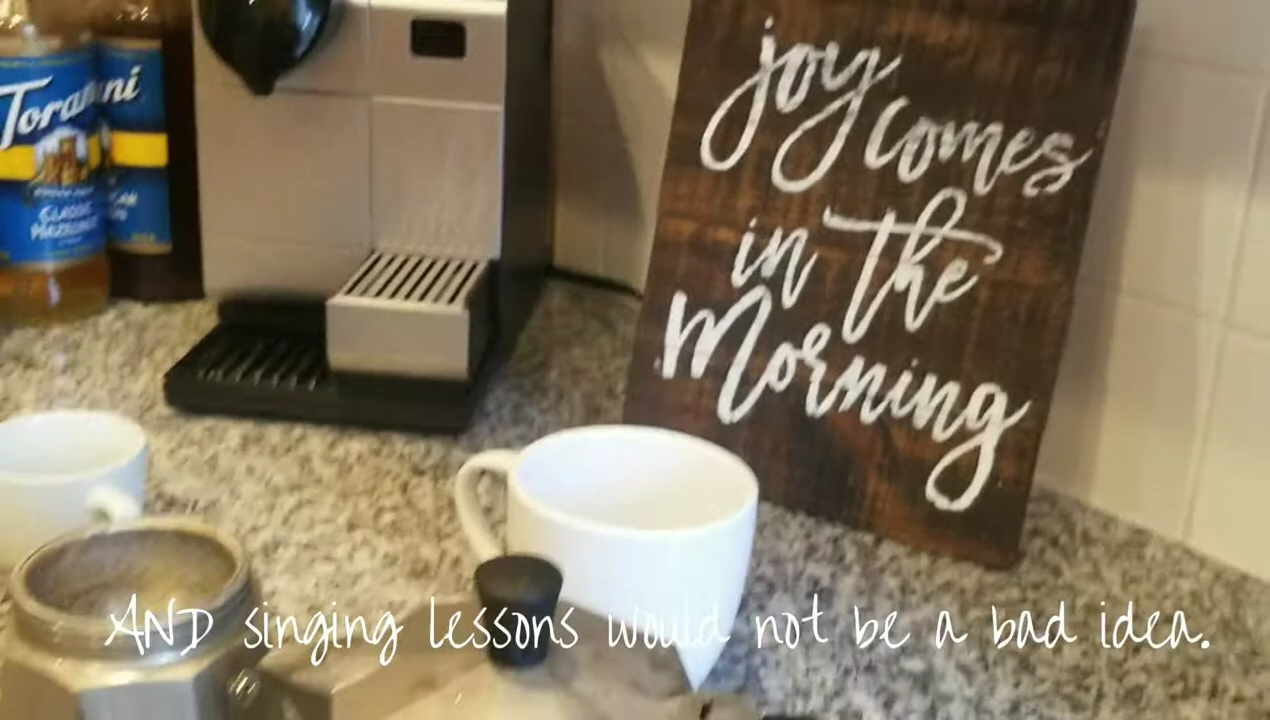 Torani
CLASSIC
HAZELNUT
joy
comes
in the
Morning
AND singing lessons would not be a bad idea.